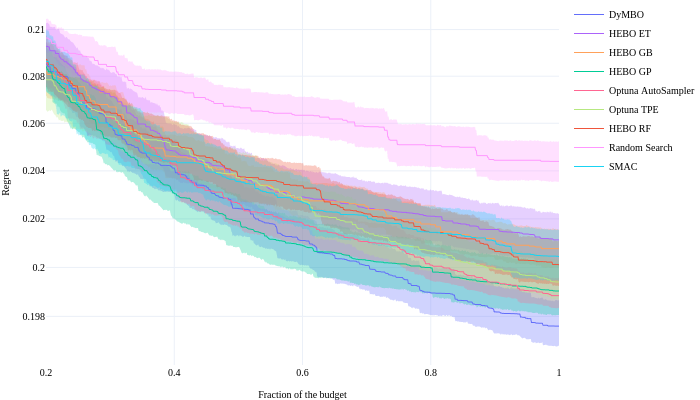 0.21
0.208
0.206
0.204
0.202
0.2
0.198
Regret
0.2
0.4
0.6
0.8
1
Fraction of the budget
DyMBO
HEBO ET
HEBO GB
HEBO GP
Optuna AutoSampler
Optuna TPE
HEBO RF
Random Search
SMAC